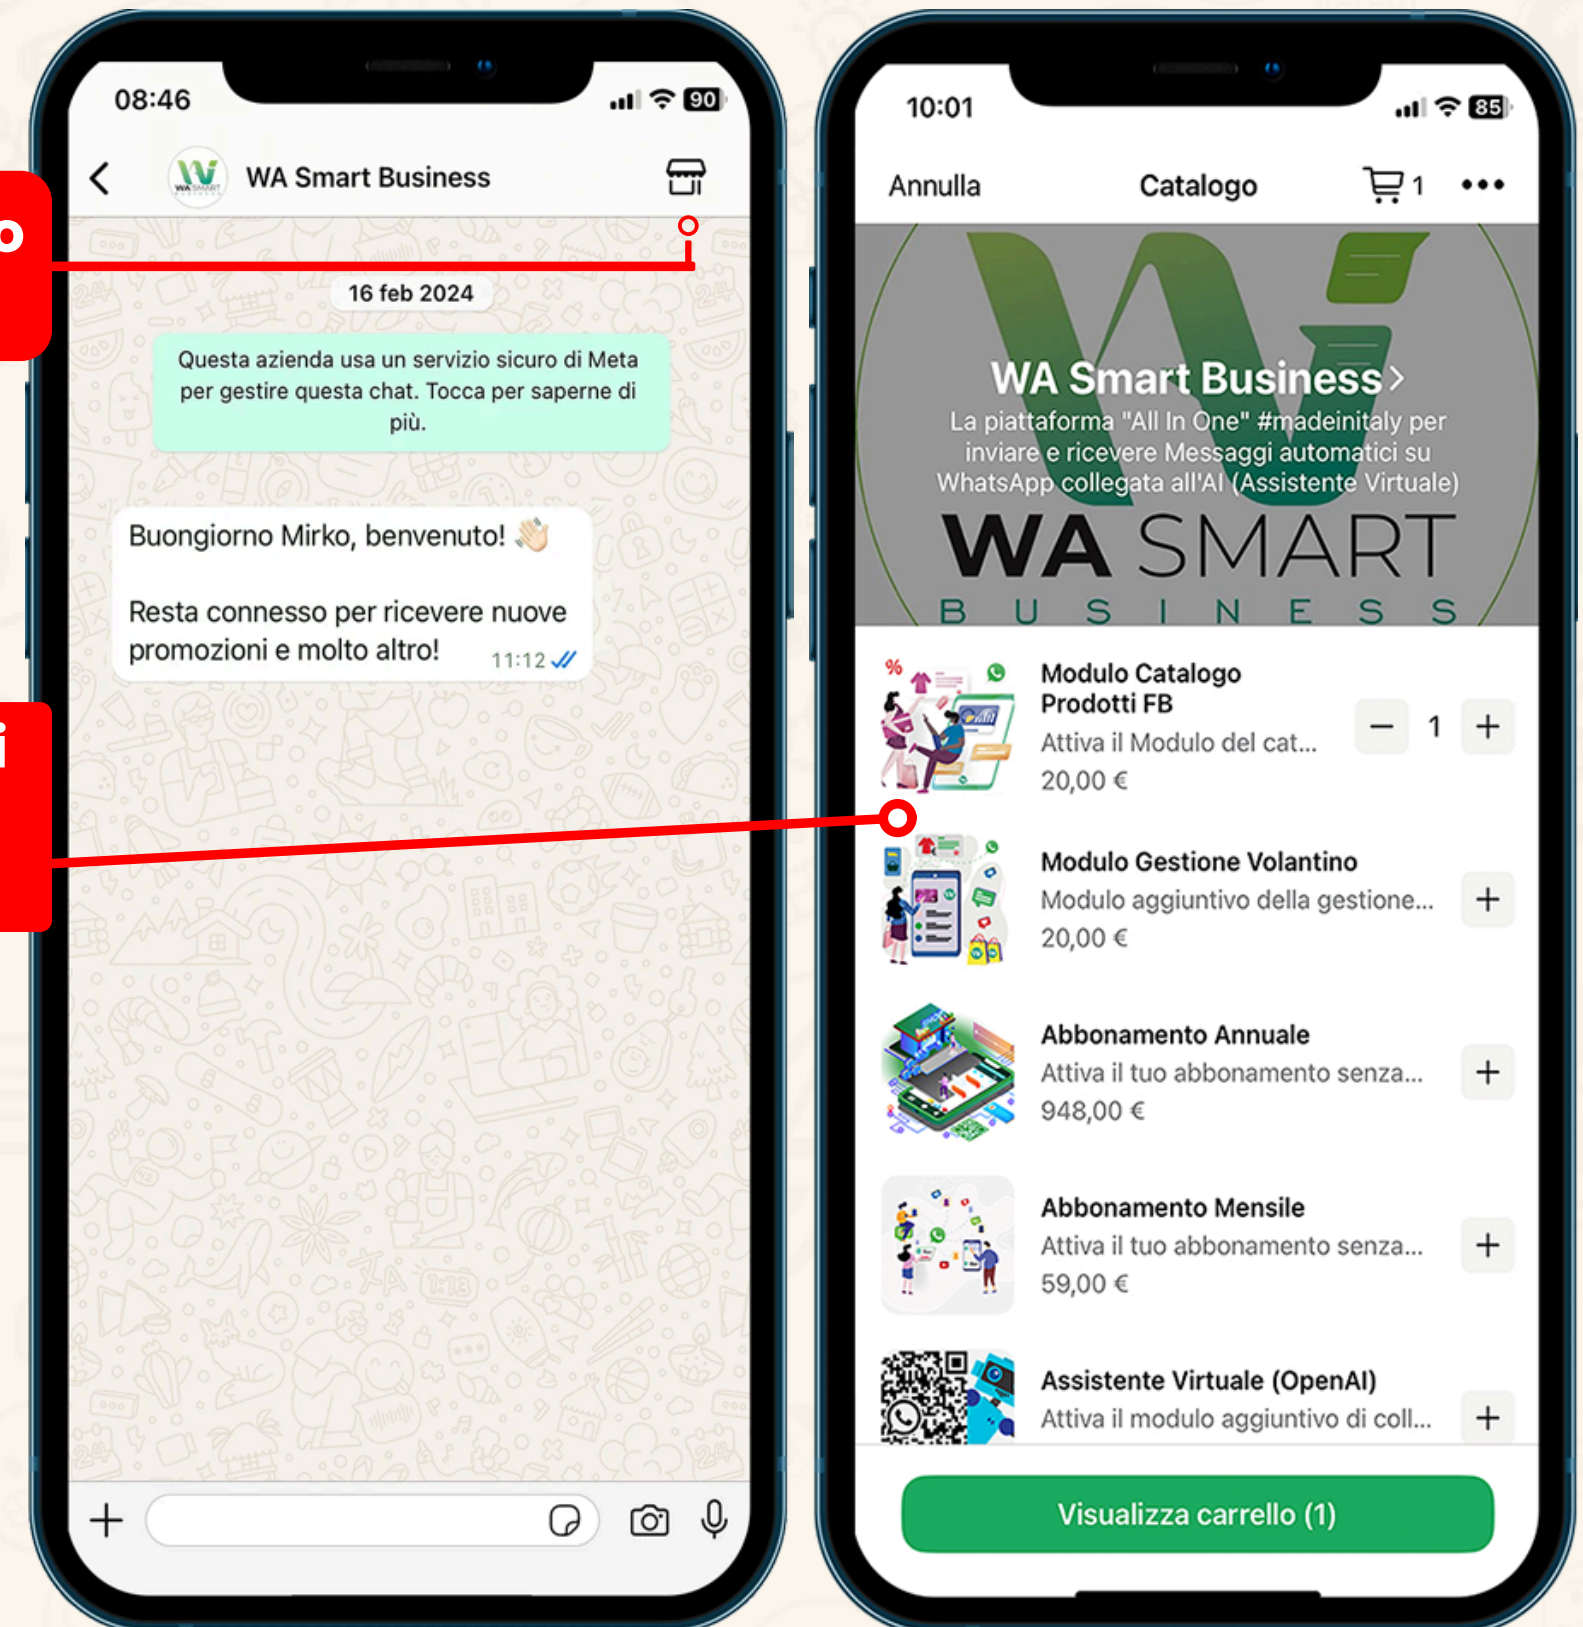 08:46
90
WA SMART
BUSINESS
WA Smart Business
o
16 feb 2024
Questa azienda usa un servizio sicuro di Meta
per gestire questa chat. Tocca per saperne di
più.
Buongiorno Mirko, benvenuto! 👋🏻
Resta connesso per ricevere nuove
promozioni e molto altro!
11:12
i
10:01
85
Annulla
Catalogo
1
WA Smart Business
La piattaforma "All In One" #madeinitaly per
inviare e ricevere Messaggi automatici su
WhatsApp collegata all'AI (Assistente Virtuale)
WA SMART
BUSINESS
Modulo Catalogo
Prodotti FB
Attiva il Modulo del cat...
20,00 €
− 1 +
Modulo Gestione Volantino
Modulo aggiuntivo della gestione...
20,00 €
+
Abbonamento Annuale
Attiva il tuo abbonamento senza...
948,00 €
+
Abbonamento Mensile
Attiva il tuo abbonamento senza...
59,00 €
+
Assistente Virtuale (OpenAI)
Attiva il modulo aggiuntivo di coll...
+
Visualizza carrello (1)